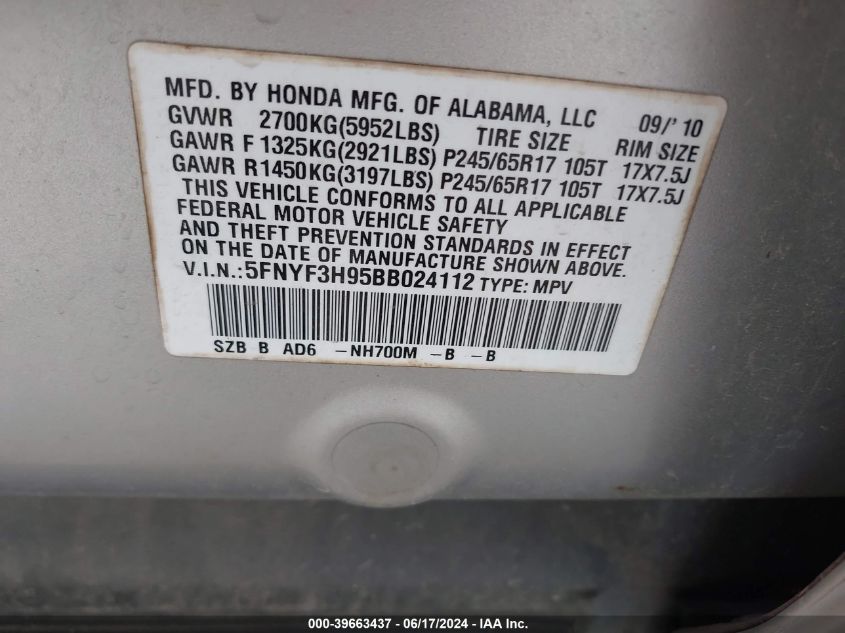 MFD. BY HONDA MFG. OF ALABAMA, LLC 09/'10
GVWR 2700KG(5952LBS) TIRE SIZE RIM SIZE
GAWR F 1325KG(2921LBS) P245/65R17 105T 17X7.5J
GAWR R1450KG(3197LBS) P245/65R17 105T 17X7.5J
THIS VEHICLE CONFORMS TO ALL APPLICABLE
FEDERAL MOTOR VEHICLE SAFETY
AND THEFT PREVENTION STANDARDS IN EFFECT
ON THE DATE OF MANUFACTURE SHOWN ABOVE.
V.I.N.:5FNYF3H95BB024112 TYPE: MPV
SZB B AD6 -NH700M -B -B
000-39663437 - 06/17/2024 - IAA Inc.